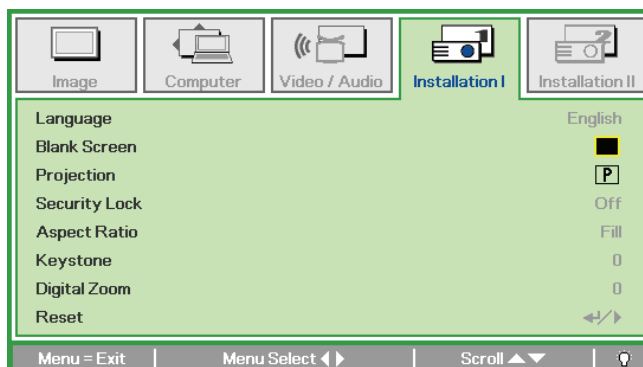 Image Computer Video / Audio Installation I Installation II
Language English
Blank Screen
Projection P
Security Lock Off
Aspect Ratio Fill
Keystone 0
Digital Zoom 0
Reset
Menu = Exit Menu Select Scroll